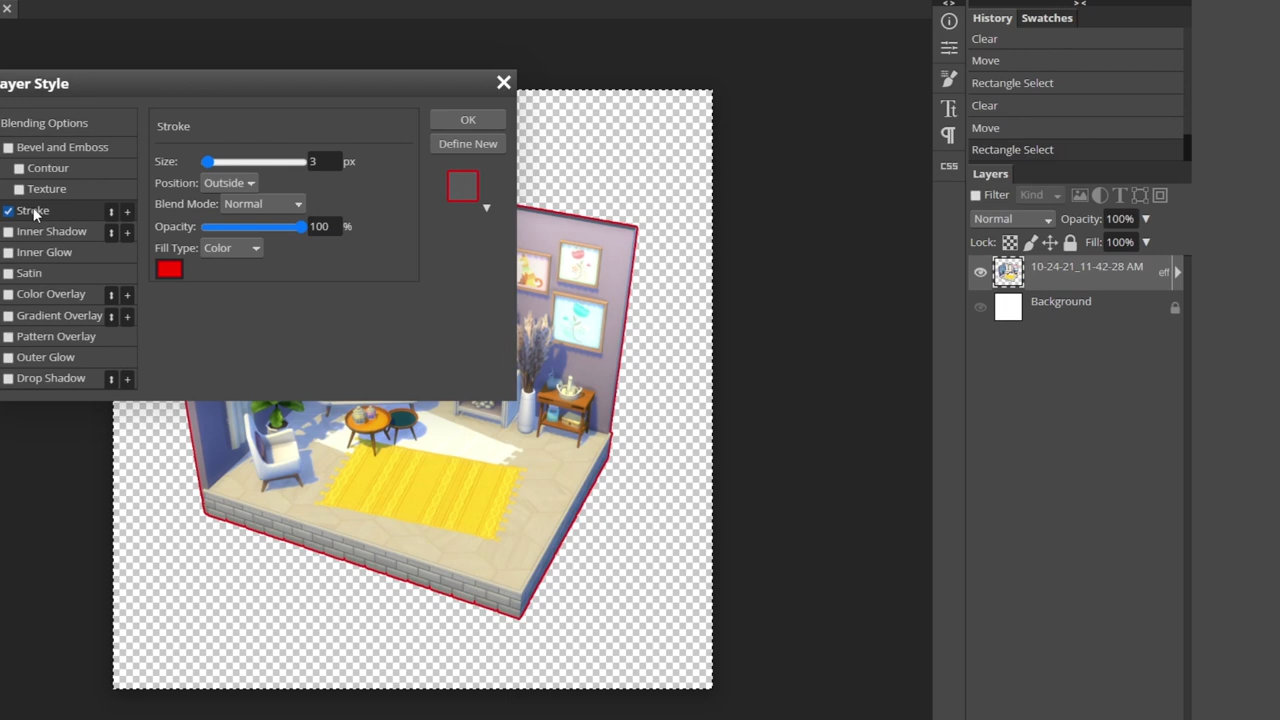 ayer Style
Blending Options
Bevel and Emboss
Contour
Texture
Stroke
+
Inner Shadow
+
Inner Glow
Satin
Color Overlay
+
Gradient Overlay
+
Pattern Overlay
Outer Glow
Drop Shadow
+
Stroke
Size: 3 px
Position: Outside
Blend Mode: Normal
Opacity: 100 %
Fill Type: Color
OK
Define New
CSS
History Swatches
Clear
Move
Rectangle Select
Clear
Move
Rectangle Select
Layers
Filter Kind
Normal Opacity: 100%
Lock: Fill: 100%
10-24-21_11-42-28 AM eff
Background